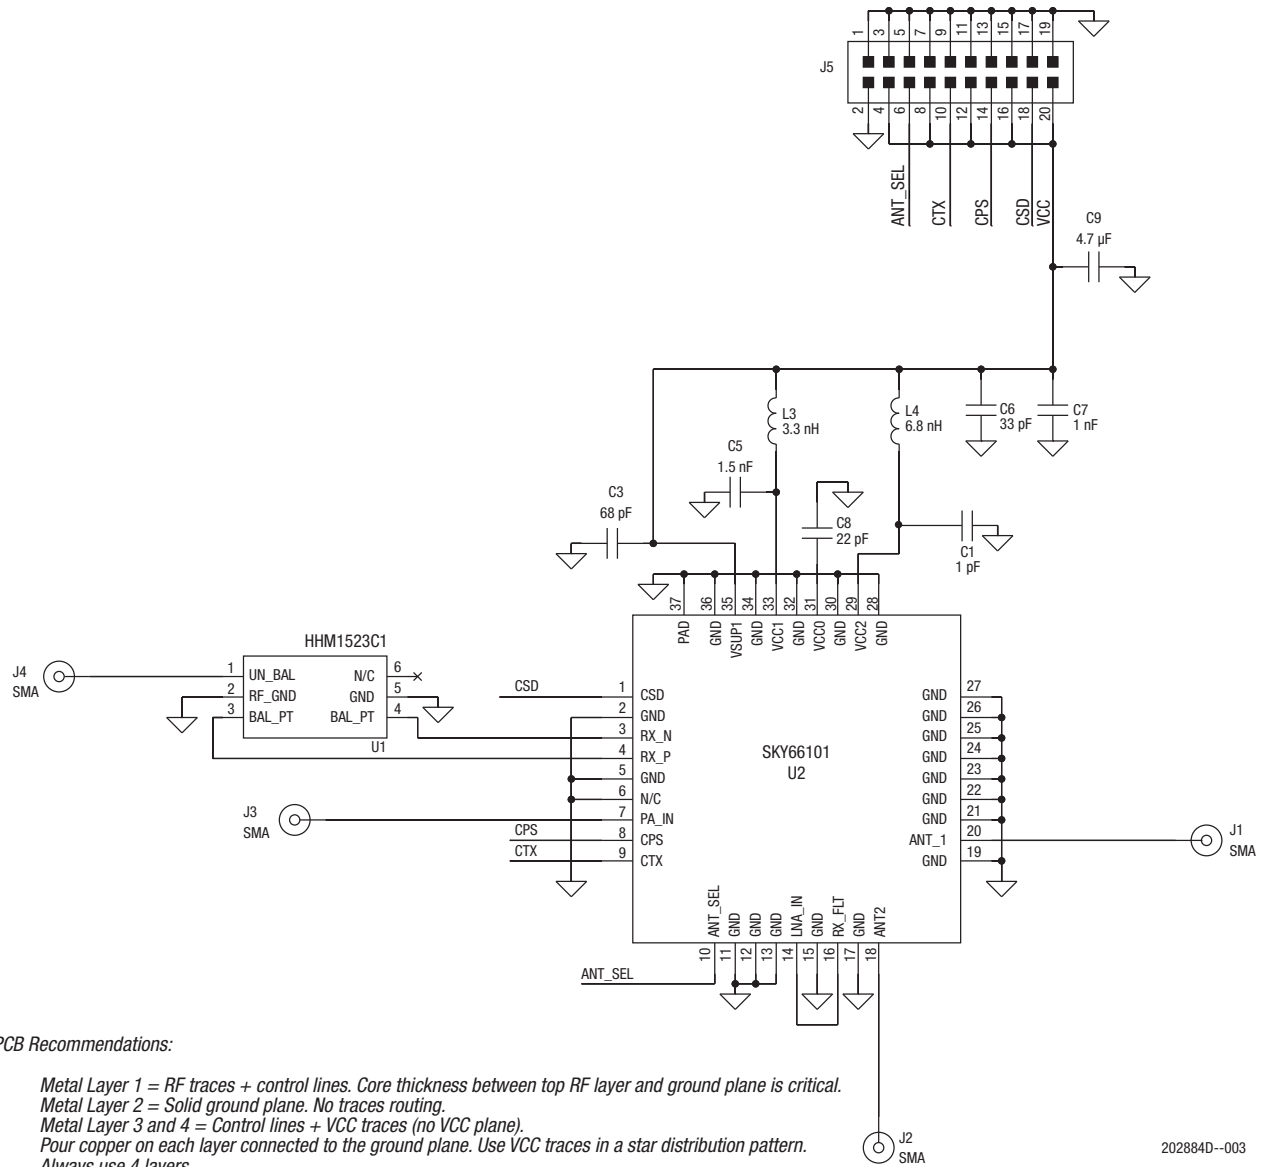 1 3 5 7 9 11 13 15 17 19
J5
2 4 6 8 10 12 14 16 18 20
ANT_SEL
CTX
CPS
CSD
VCC
C9
4.7 µF
L3
3.3 nH
L4
6.8 nH
C6
33 pF
C7
1 nF
C5
1.5 nF
C3
68 pF
C8
22 pF
C1
1 pF
37 36 35 34 33 32 31 30 29 28
PAD GND VSUP1 GND VCC1 GND VCC0 GND VCC2 GND
HHM1523C1
J4
SMA
1 UN_BAL N/C 6
2 RF_GND GND 5
3 BAL_PT BAL_PT 4
U1
CSD 1 CSD GND 27
2 GND GND 26
3 RX_N GND 25
4 RX_P GND 24
5 GND GND 23
6 N/C GND 22
7 PA_IN GND 21
CPS 8 CPS ANT_1 20
CTX 9 CTX GND 19
SKY66101
U2
J3
SMA
J1
SMA
ANT_SEL GND GND GND LNA_IN GND RX_FLT GND ANT2
10 11 12 13 14 15 16 17 18
ANT_SEL
PCB Recommendations:
Metal Layer 1 = RF traces + control lines. Core thickness between top RF layer and ground plane is critical.
Metal Layer 2 = Solid ground plane. No traces routing.
Metal Layer 3 and 4 = Control lines + VCC traces (no VCC plane).
Pour copper on each layer connected to the ground plane. Use VCC traces in a star distribution pattern.
Always use 4 layers
J2
SMA
202884D--003